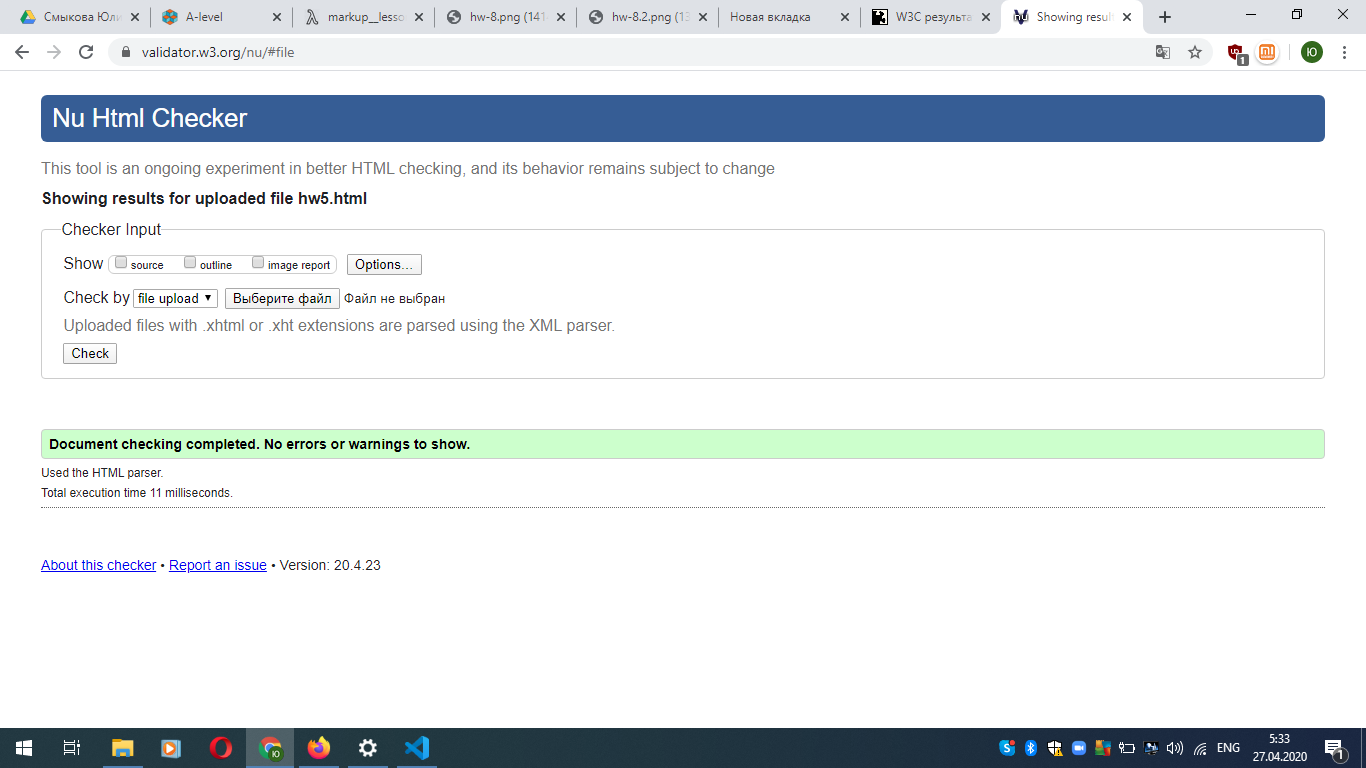 Смыкова Юли
A-level
markup__lesso
hw-8.png (141
hw-8.2.png (13
Новая вкладка
W3C результа
Showing resul
validator.w3.org/nu/#file
1
Ю
Nu Html Checker
This tool is an ongoing experiment in better HTML checking, and its behavior remains subject to change
Showing results for uploaded file hw5.html
Checker Input
Show source outline image report Options...
Check by file upload Выберите файл Файл не выбран
Uploaded files with .xhtml or .xht extensions are parsed using the XML parser.
Check
Document checking completed. No errors or warnings to show.
Used the HTML parser.
Total execution time 11 milliseconds.
About this checker • Report an issue • Version: 20.4.23
ENG
5:33
27.04.2020
1